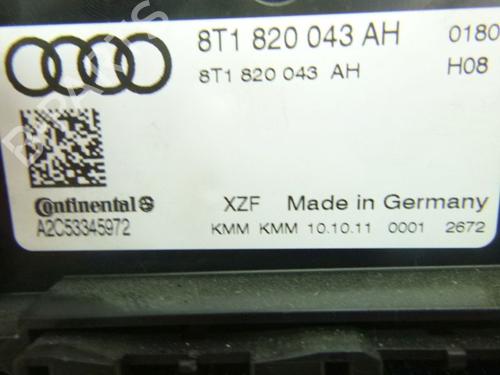 8T1 820 043 AH 0180
8T1 820 043 AH H08
Continental
A2C53345972
XZF Made in Germany
KMM KMM 10.10.11 0001 2672